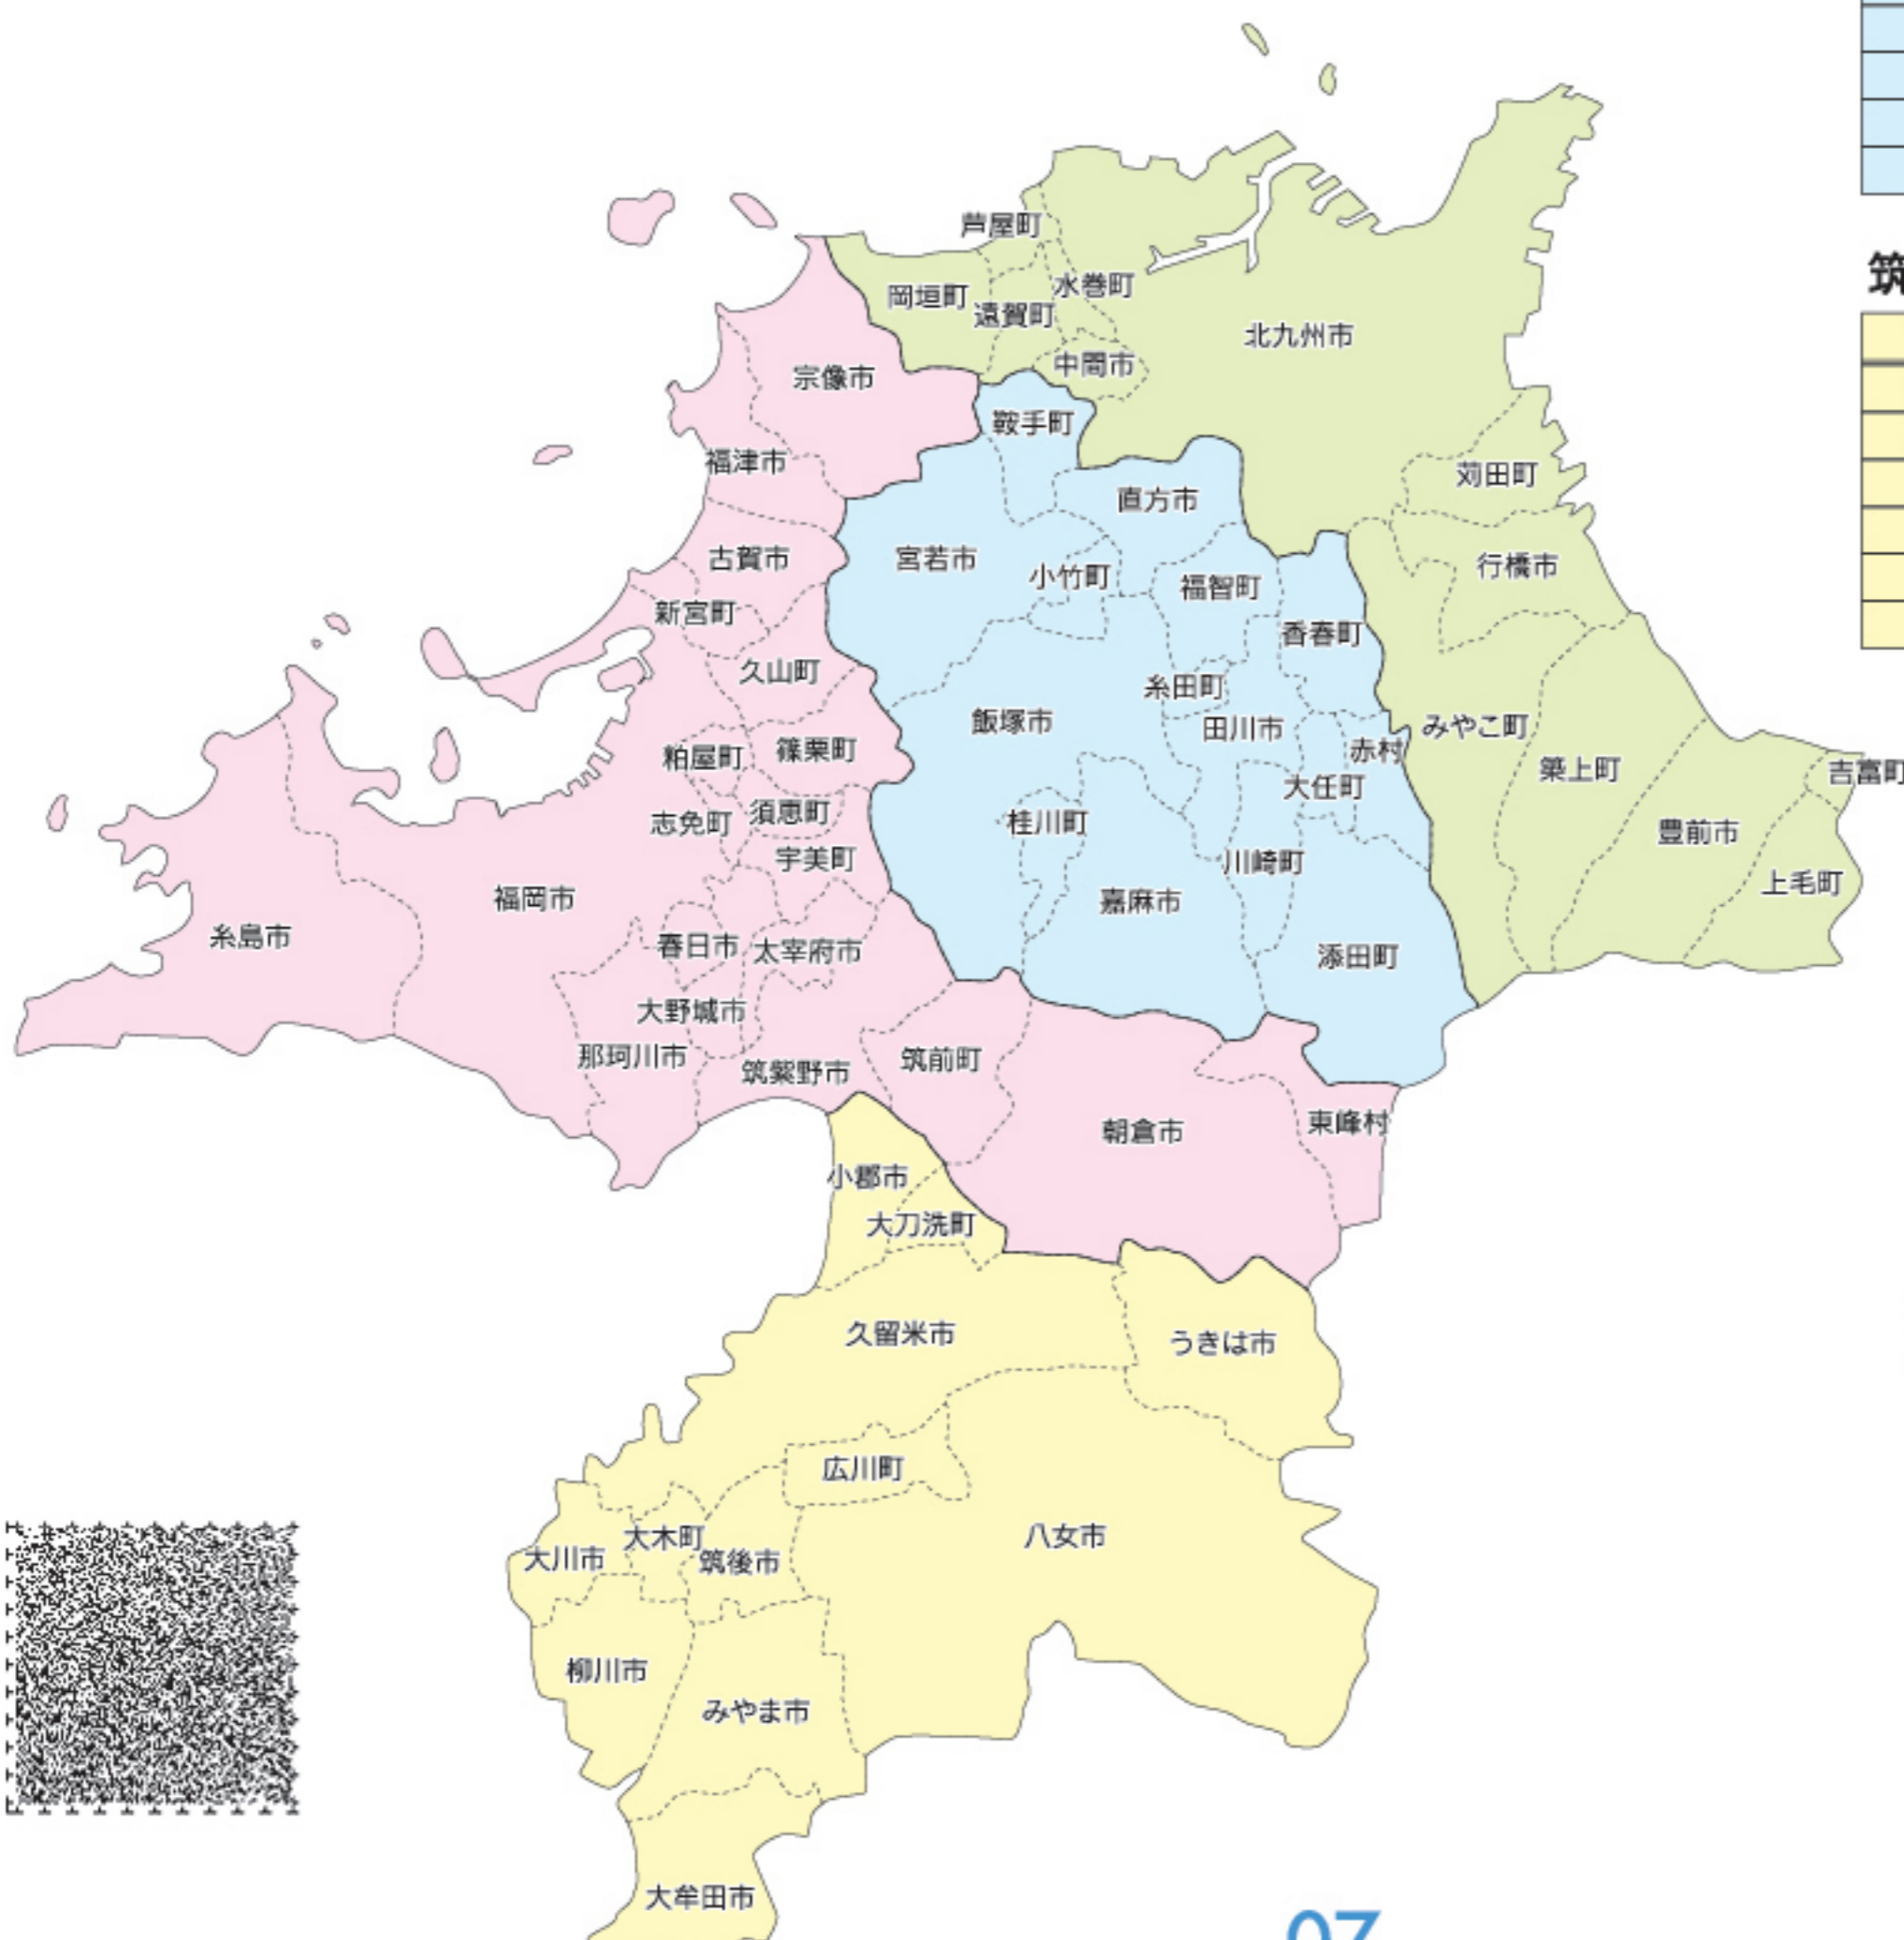 芦屋町
岡垣町
水巻町
遠賀町
北九州市
中間市
宗像市
鞍手町
福津市
苅田町
直方市
古賀市
宮若市
行橋市
小竹町
福智町
新宮町
香春町
久山町
糸田町
飯塚市
田川市
みやこ町
粕屋町
篠栗町
赤村
築上町
吉富町
大任町
志免町
須恵町
桂川町
豊前市
宇美町
川崎町
上毛町
福岡市
嘉麻市
糸島市
春日市
太宰府市
添田町
大野城市
那珂川市
筑紫野市
筑前町
朝倉市
東峰村
小郡市
大刀洗町
久留米市
うきは市
広川町
八女市
大木町
大川市
筑後市
柳川市
みやま市
大牟田市
筑
07